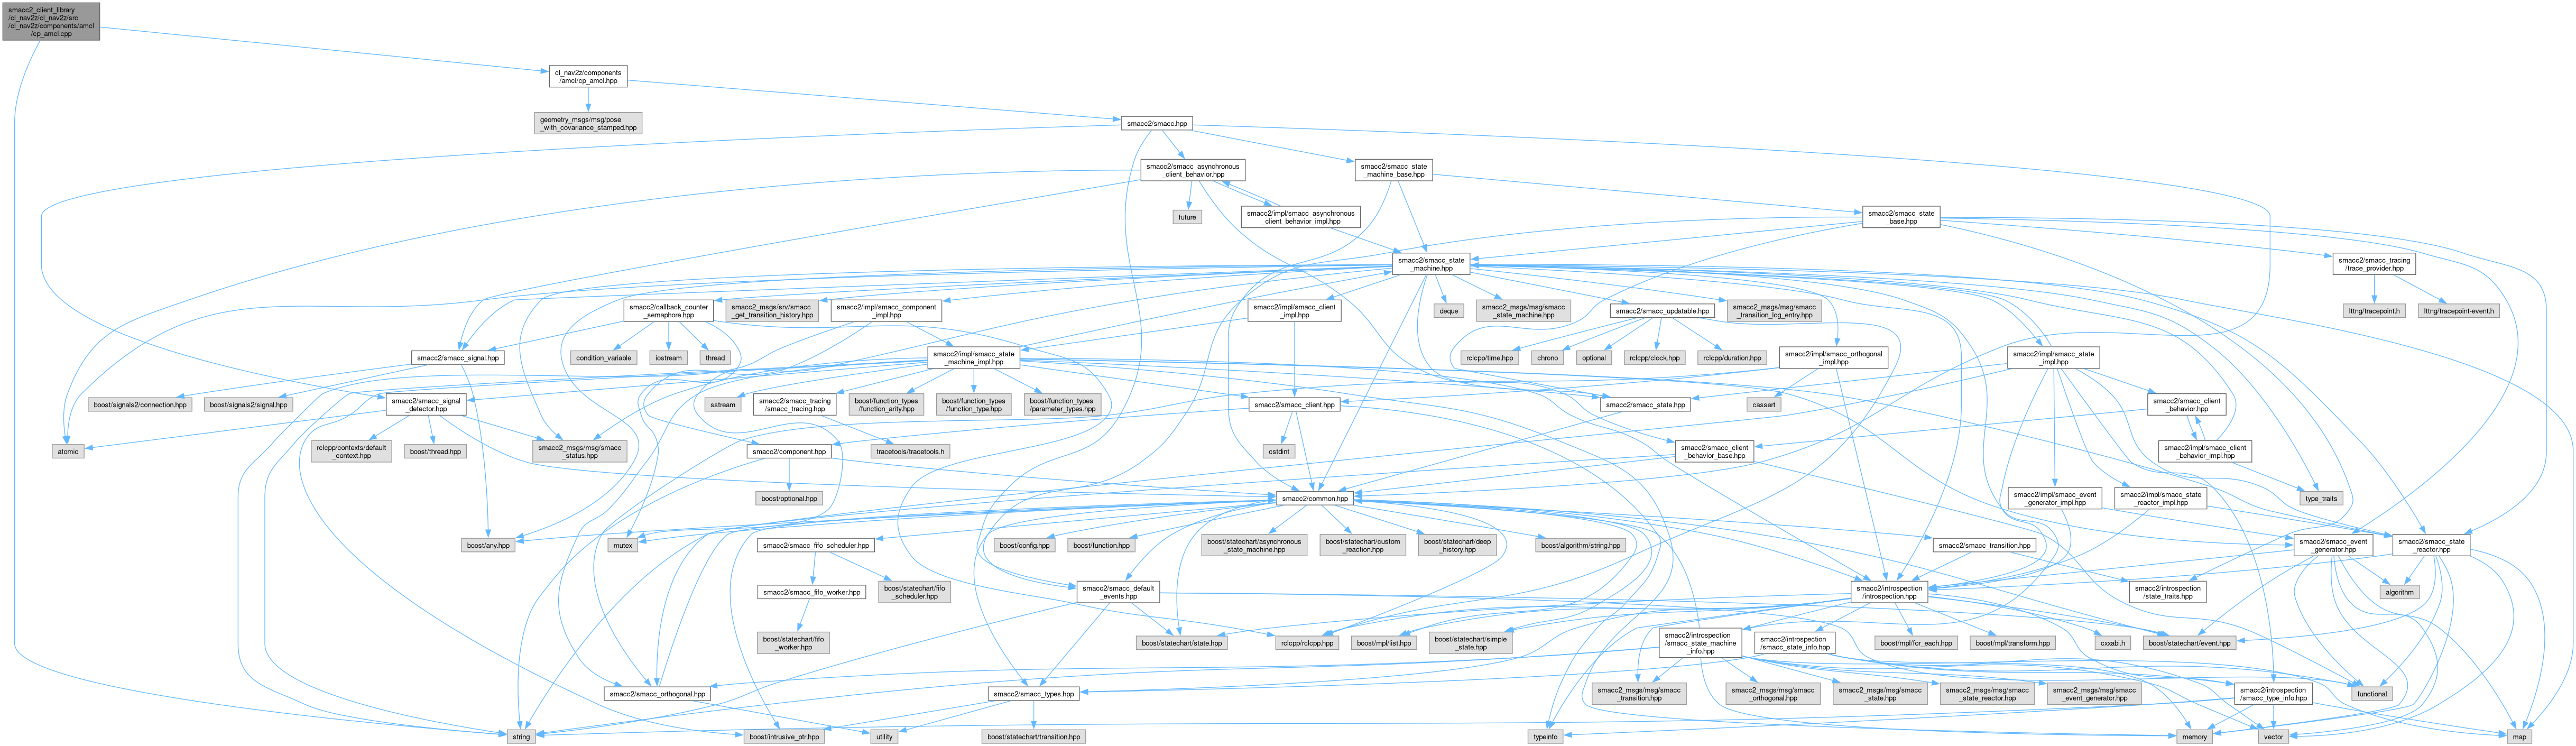 smacc2_client_library
/cl_nav2z/cl_nav2z/src
/cl_nav2z/components/amcl
/cp_amcl.cpp
cl_nav2z/components
/amcl/cp_amcl.hpp
geometry_msgs/msg/pose
_with_covariance_stamped.hpp
smacc2/smacc.hpp
smacc2/smacc_asynchronous
_client_behavior.hpp
smacc2/smacc_state
_machine_base.hpp
future
smacc2/impl/smacc_asynchronous
_client_behavior_impl.hpp
smacc2/smacc_state
_base.hpp
smacc2/smacc_state
_machine.hpp
smacc2/smacc_tracing
/trace_provider.hpp
smacc2/callback_counter
_semaphore.hpp
smacc2_msgs/srv/smacc
_get_transition_history.hpp
smacc2/impl/smacc_component
_impl.hpp
smacc2/impl/smacc_client
_impl.hpp
deque
smacc2_msgs/msg/smacc
_state_machine.hpp
smacc2/smacc_updatable.hpp
smacc2_msgs/msg/smacc
_transition_log_entry.hpp
lttng/tracepoint.h
lttng/tracepoint-event.h
smacc2/smacc_signal.hpp
condition_variable
iostream
thread
smacc2/impl/smacc_state
_machine_impl.hpp
rclcpp/time.hpp
chrono
optional
rclcpp/clock.hpp
rclcpp/duration.hpp
smacc2/impl/smacc_orthogonal
_impl.hpp
smacc2/impl/smacc_state
_impl.hpp
boost/signals2/connection.hpp
boost/signals2/signal.hpp
smacc2/smacc_signal
_detector.hpp
sstream
smacc2/smacc_tracing
/smacc_tracing.hpp
boost/function_types
/function_arity.hpp
boost/function_types
/function_type.hpp
boost/function_types
/parameter_types.hpp
smacc2/smacc_client.hpp
smacc2/smacc_state.hpp
cassert
smacc2/smacc_client
_behavior.hpp
atomic
rclcpp/contexts/default
_context.hpp
boost/thread.hpp
smacc2_msgs/msg/smacc
_status.hpp
smacc2/component.hpp
tracetools/tracetools.h
cstdint
smacc2/smacc_client
_behavior_base.hpp
smacc2/impl/smacc_client
_behavior_impl.hpp
boost/optional.hpp
smacc2/common.hpp
smacc2/impl/smacc_event
_generator_impl.hpp
smacc2/impl/smacc_state
_reactor_impl.hpp
type_traits
boost/any.hpp
mutex
smacc2/smacc_fifo_scheduler.hpp
boost/config.hpp
boost/function.hpp
boost/statechart/asynchronous
_state_machine.hpp
boost/statechart/custom
_reaction.hpp
boost/statechart/deep
_history.hpp
boost/algorithm/string.hpp
smacc2/smacc_transition.hpp
smacc2/smacc_event
_generator.hpp
smacc2/smacc_state
_reactor.hpp
smacc2/smacc_fifo_worker.hpp
boost/statechart/fifo
_scheduler.hpp
smacc2/smacc_default
_events.hpp
smacc2/introspection
/introspection.hpp
smacc2/introspection
/state_traits.hpp
algorithm
boost/statechart/fifo
_worker.hpp
boost/statechart/state.hpp
rclcpp/rclcpp.hpp
boost/mpl/list.hpp
boost/statechart/simple
_state.hpp
smacc2/introspection
/smacc_state_machine
_info.hpp
smacc2/introspection
/smacc_state_info.hpp
boost/mpl/for_each.hpp
boost/mpl/transform.hpp
cxxabi.h
boost/statechart/event.hpp
smacc2/smacc_orthogonal.hpp
smacc2/smacc_types.hpp
smacc2_msgs/msg/smacc
_transition.hpp
smacc2_msgs/msg/smacc
_orthogonal.hpp
smacc2_msgs/msg/smacc
_state.hpp
smacc2_msgs/msg/smacc
_state_reactor.hpp
smacc2_msgs/msg/smacc
_event_generator.hpp
smacc2/introspection
/smacc_type_info.hpp
functional
string
boost/intrusive_ptr.hpp
utility
boost/statechart/transition.hpp
typeinfo
memory
vector
map